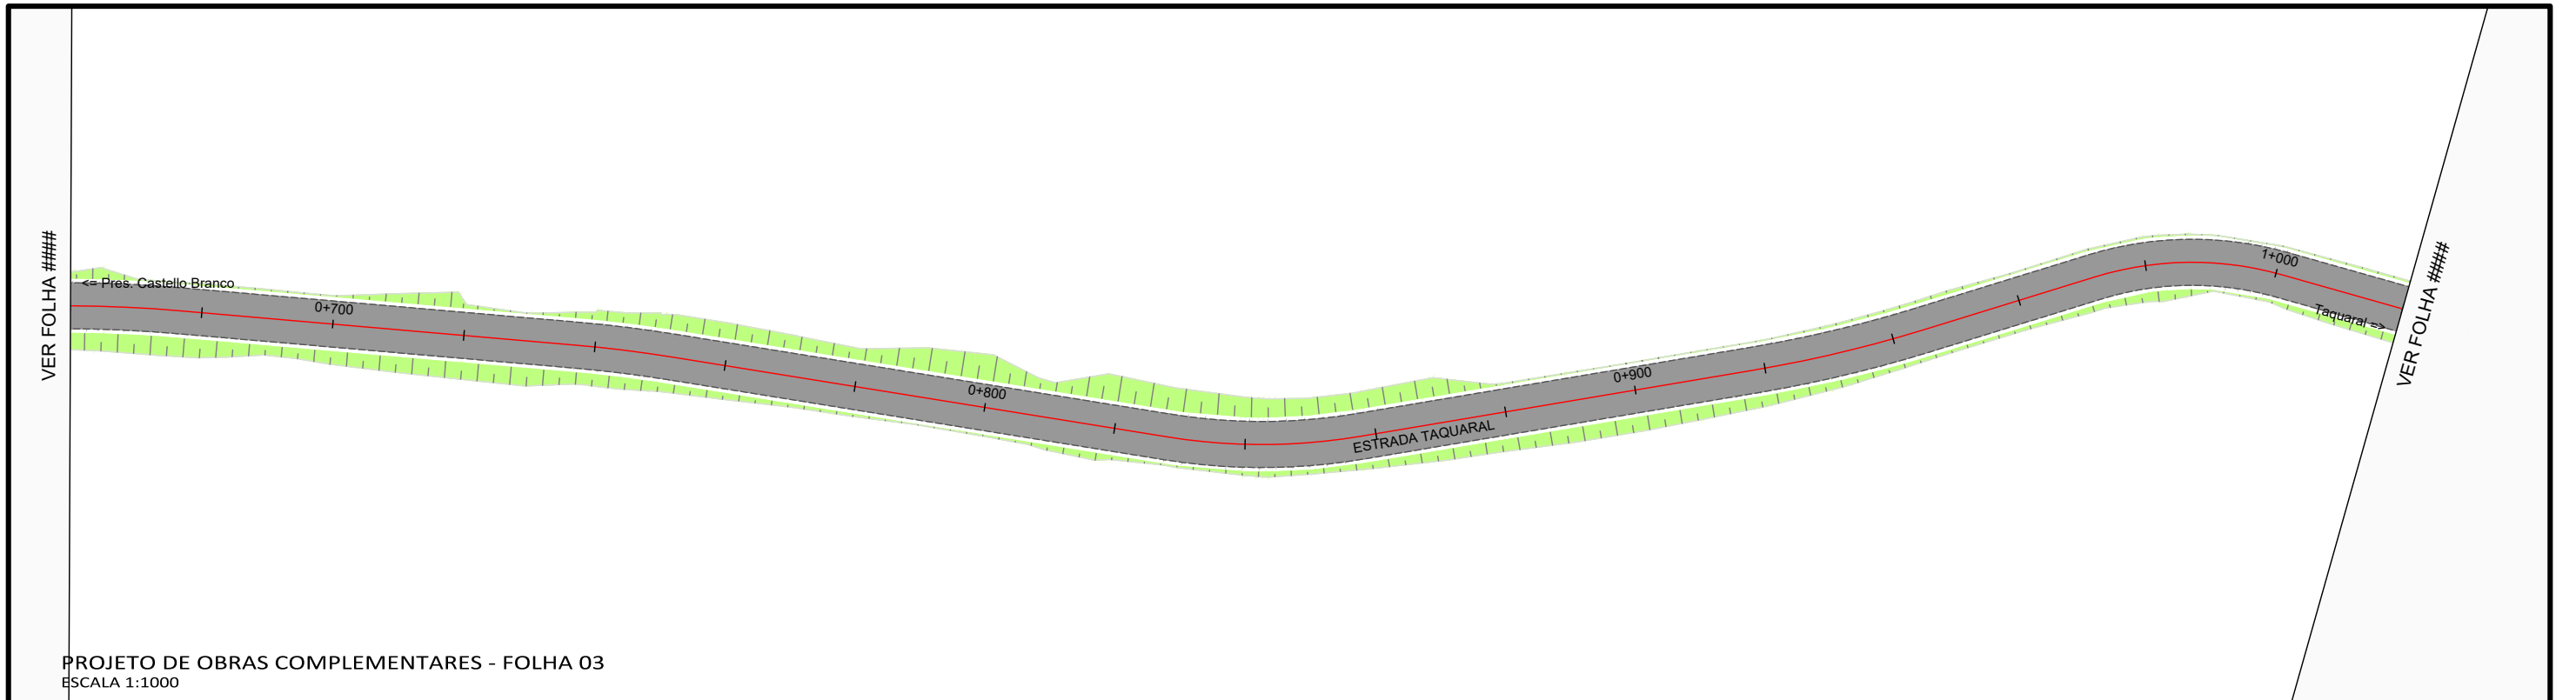 VER FOLHA ####
<= Pres. Castello Branco
0+700
0+800
ESTRADA TAQUARAL
0+900
1+000
Taquaral =>
VER FOLHA ####
PROJETO DE OBRAS COMPLEMENTARES - FOLHA 03
ESCALA 1:1000